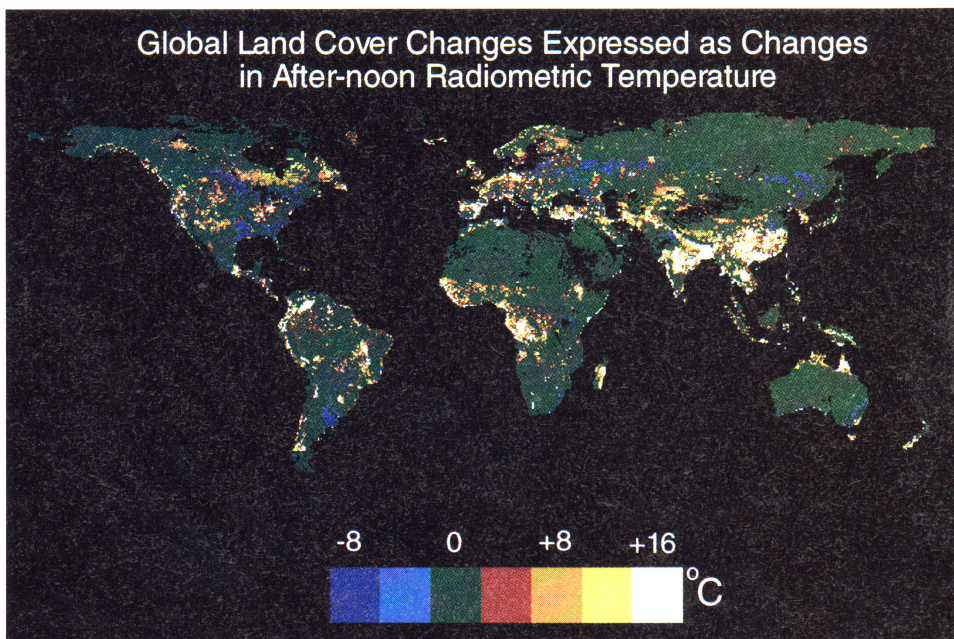 Global Land Cover Changes Expressed as Changes
in After-noon Radiometric Temperature
-8 0 +8 +16
°C